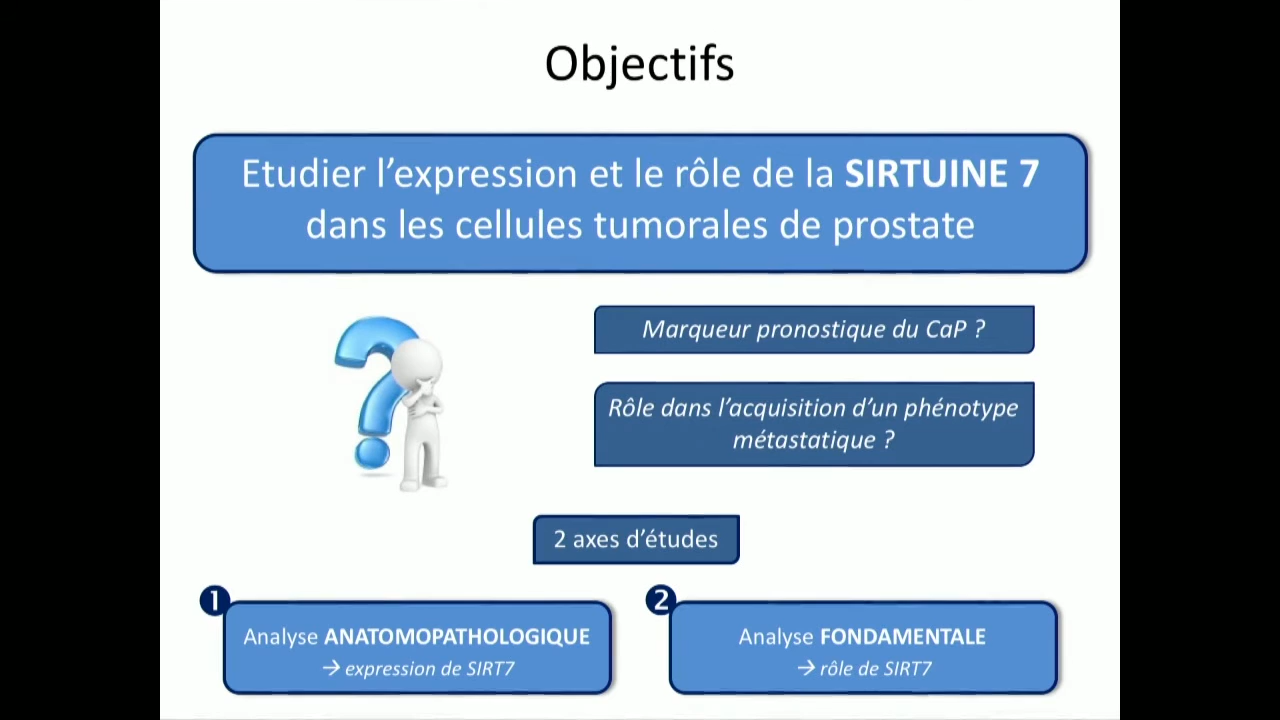 Objectifs
Etudier l’expression et le rôle de la SIRTUINE 7
dans les cellules tumorales de prostate
Marqueur pronostique du CaP ?
Rôle dans l’acquisition d’un phénotype
métastatique ?
2 axes d’études
1
Analyse ANATOMOPATHOLOGIQUE
→ expression de SIRT7
2
Analyse FONDAMENTALE
→ rôle de SIRT7